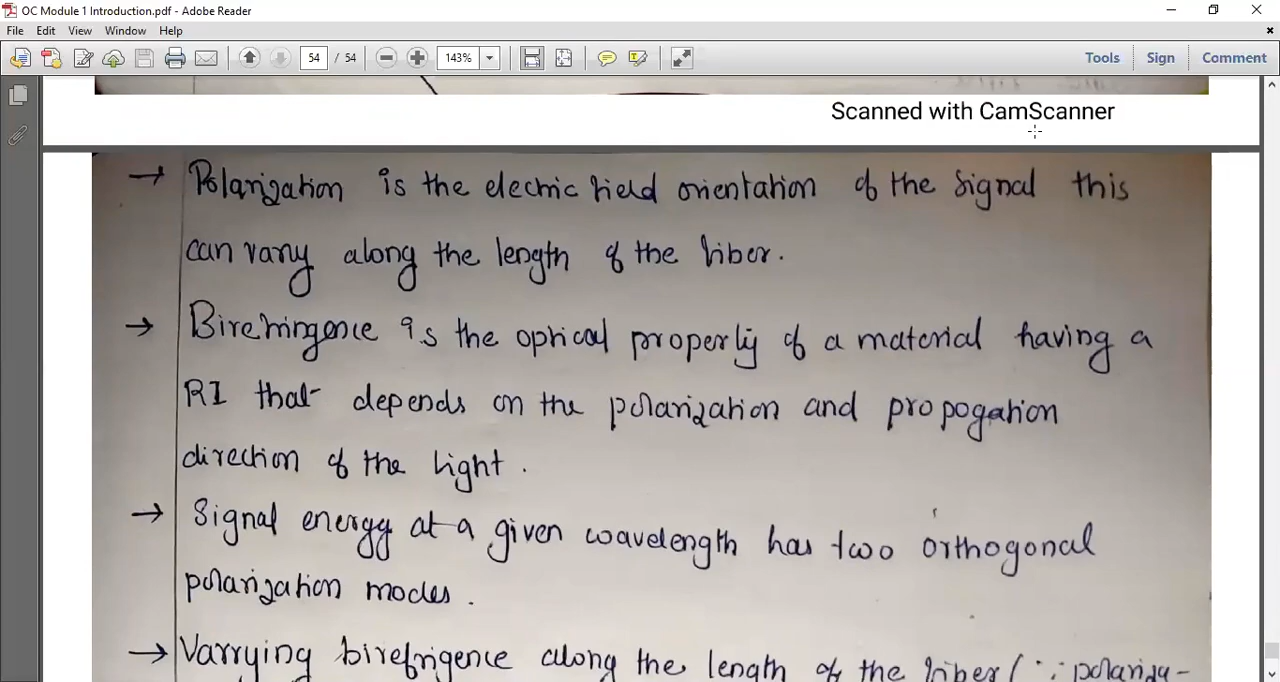 OC Module 1 Introduction.pdf - Adobe Reader
File Edit View Window Help
54 / 54 143% Tools Sign Comment
Scanned with CamScanner
→ Polarization is the electric field orientation of the signal this
can vary along the length of the fiber.
→ Birefringence is the optical property of a material having a
RI that depends on the polarization and propogation
direction of the light.
→ Signal energy at a given wavelength has two orthogonal
polarization modes.
→ Varrying birefrigence along the length of the fiber (∵ polariza-